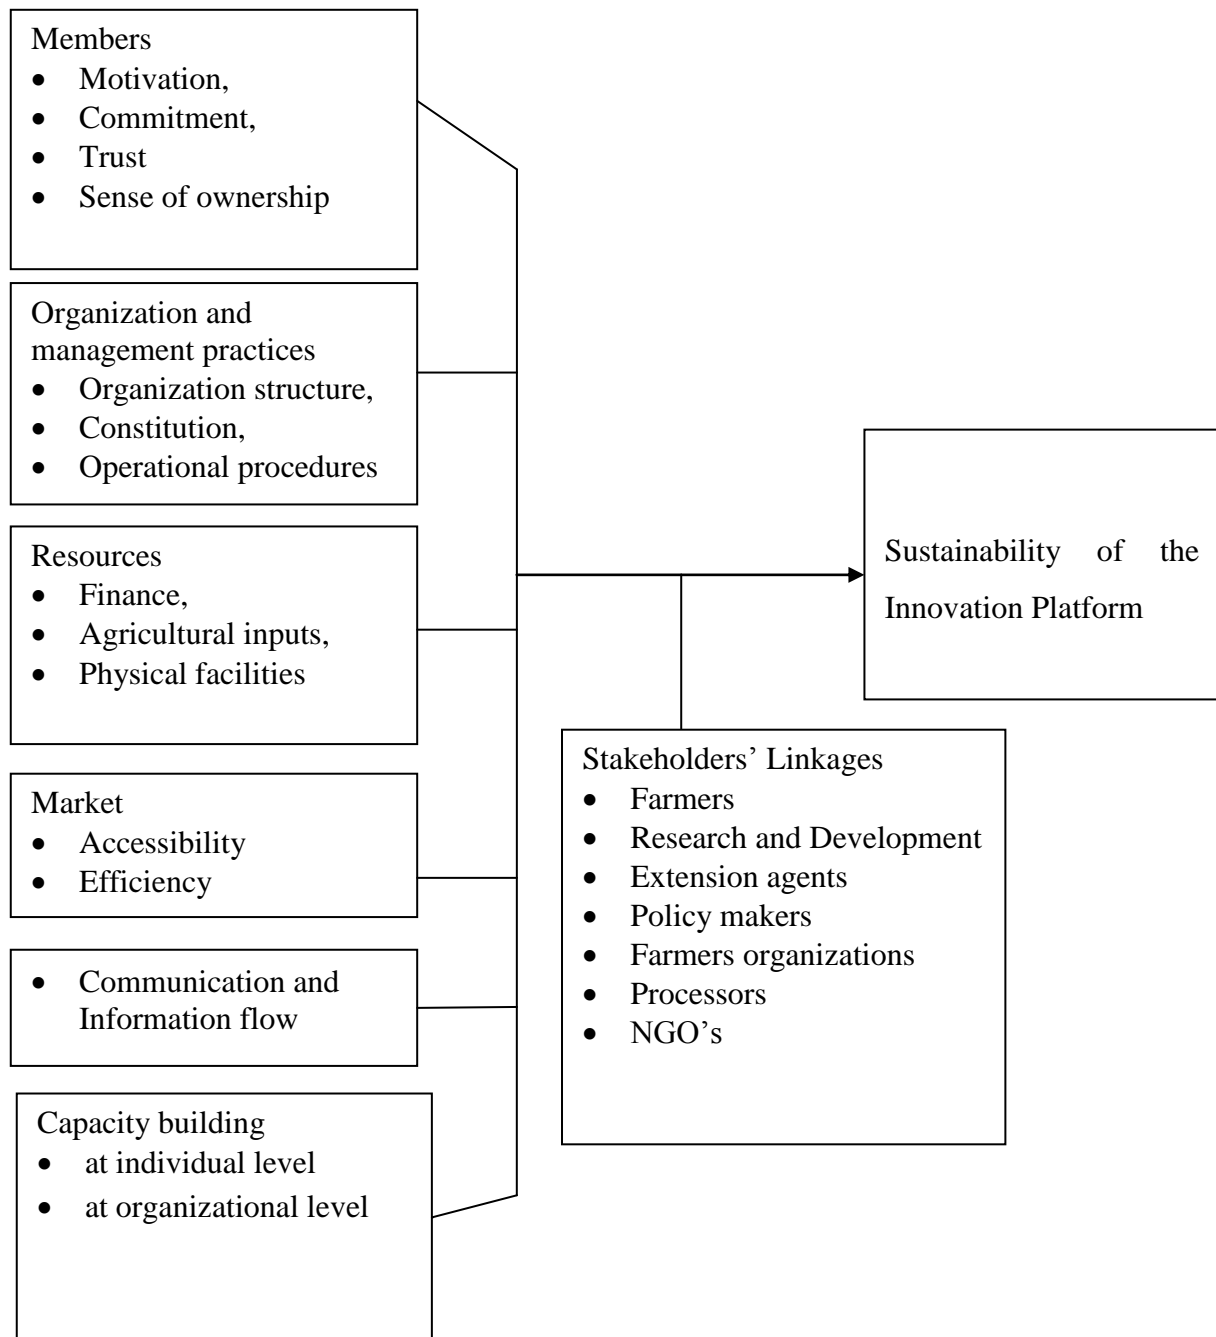 Members
• Motivation,
• Commitment,
• Trust
• Sense of ownership
Organization and
management practices
• Organization structure,
• Constitution,
• Operational procedures
Resources
• Finance,
• Agricultural inputs,
• Physical facilities
Market
• Accessibility
• Efficiency
• Communication and
Information flow
Capacity building
• at individual level
• at organizational level
Stakeholders’ Linkages
• Farmers
• Research and Development
• Extension agents
• Policy makers
• Farmers organizations
• Processors
• NGO’s
Sustainability of the
Innovation Platform